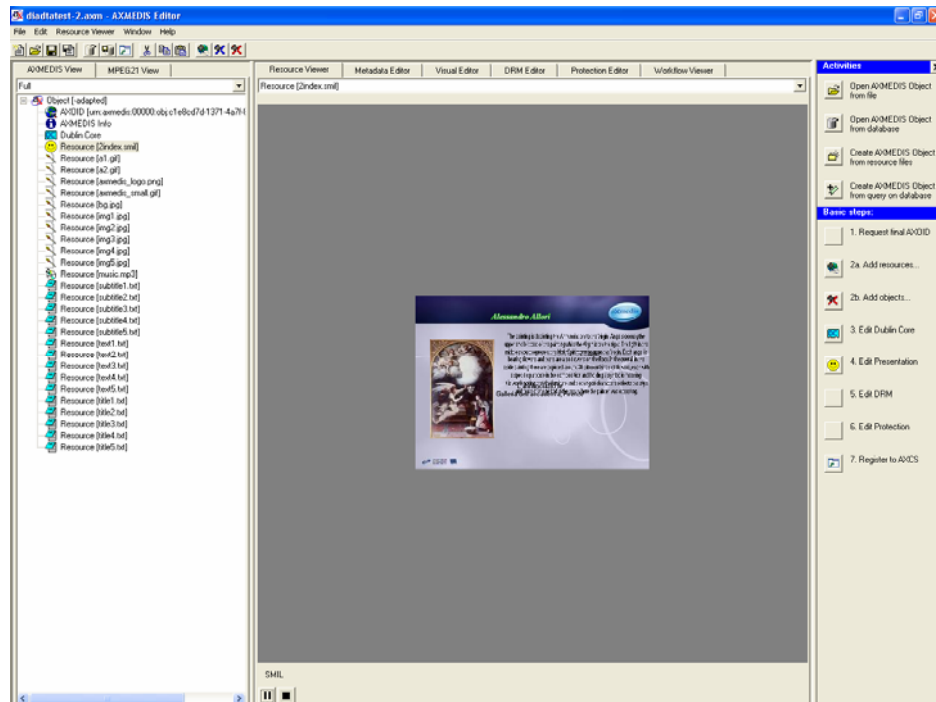 diadtatest-2.axm - AXMEDIS Editor
File Edit Resource Viewer Window Help
AXMEDIS View MPEG21 View
Full
Object [-adapted]
AXOID [urn:axmedis:00000:obj:c1e8cd7d-1371-4a7f-
AXMEDIS Info
Dublin Core
Resource [2index.smil]
Resource [a1.gif]
Resource [a2.gif]
Resource [axmedis_logo.png]
Resource [axmedis_small.gif]
Resource [bg.jpg]
Resource [img1.jpg]
Resource [img2.jpg]
Resource [img3.jpg]
Resource [img4.jpg]
Resource [img5.jpg]
Resource [music.mp3]
Resource [subtitle1.txt]
Resource [subtitle2.txt]
Resource [subtitle3.txt]
Resource [subtitle4.txt]
Resource [subtitle5.txt]
Resource [text1.txt]
Resource [text2.txt]
Resource [text3.txt]
Resource [text4.txt]
Resource [text5.txt]
Resource [title1.txt]
Resource [title2.txt]
Resource [title3.txt]
Resource [title4.txt]
Resource [title5.txt]
Resource Viewer Metadata Editor Visual Editor DRM Editor Protection Editor Workflow Viewer
Resource [2index.smil]
Alessandro Allori
SMIL
Activities
Open AXMEDIS Object
from file
Open AXMEDIS Object
from database
Create AXMEDIS Object
from resource files
Create AXMEDIS Object
from query on database
Basic steps:
1. Request final AXOID
2a. Add resources...
2b. Add objects...
3. Edit Dublin Core
4. Edit Presentation
5. Edit DRM
6. Edit Protection
7. Register to AXCS